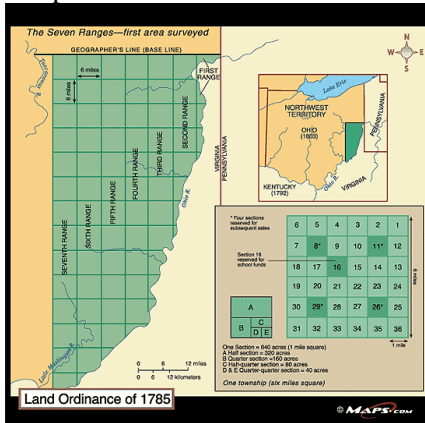 The Seven Ranges—first area surveyed
GEOGRAPHER'S LINE (BASE LINE)
6 miles
6 miles
FIRST
RANGE
SECOND RANGE
THIRD RANGE
FOURTH RANGE
FIFTH RANGE
SIXTH RANGE
SEVENTH RANGE
VIRGINIA
PENNSYLVANIA
Ohio R.
Little Muskingum R.
0 6 12 miles
0 6 12 kilometers
Land Ordinance of 1785
N
W
E
S
Lake Erie
NORTHWEST
TERRITORY
OHIO
(1803)
PENNSYLVANIA
Ohio R.
VIRGINIA
KENTUCKY
(1792)
* Four sections
reserved for
subsequent sales
Section 16
reserved for
school funds
6 5 4 3 2 1
7 8* 9 10 11* 12
18 17 16 15 14 13
19 20 21 22 23 24
30 29* 28 27 26* 25
31 32 33 34 35 36
6 miles
1 mile
A
B
C
D E
One Section = 640 acres (1 mile square)
A Half section = 320 acres
B Quarter section =160 acres
C Half-quarter section = 80 acres
D & E Quarter-quarter section = 40 acres
One township (six miles square)
© MAPS.COM